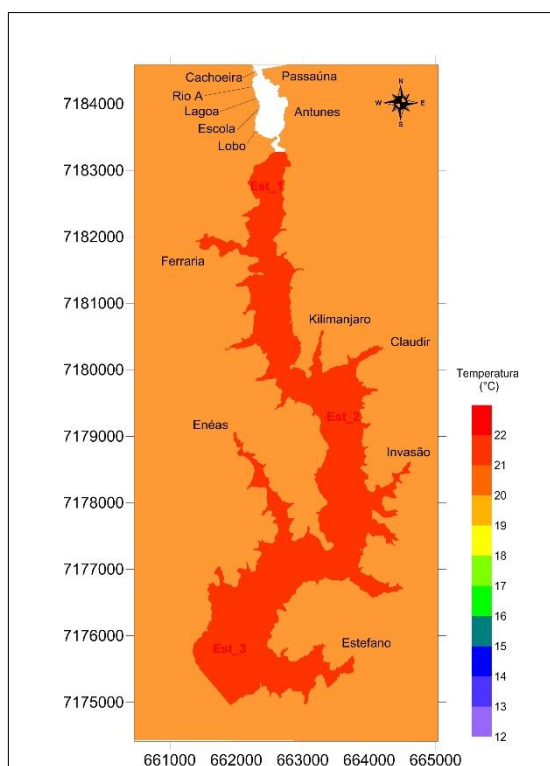 Cachoeira
Passaúna
Rio A
Lagoa
Antunes
Escola
Lobo
N
W
E
S
7184000
7183000
7182000
7181000
7180000
7179000
7178000
7177000
7176000
7175000
Est_1
Ferraria
Kilimanjaro
Claudir
Est_2
Enéas
Invasão
Est_3
Estefano
Temperatura
(°C)
22
21
20
19
18
17
16
15
14
13
12
661000 662000 663000 664000 665000